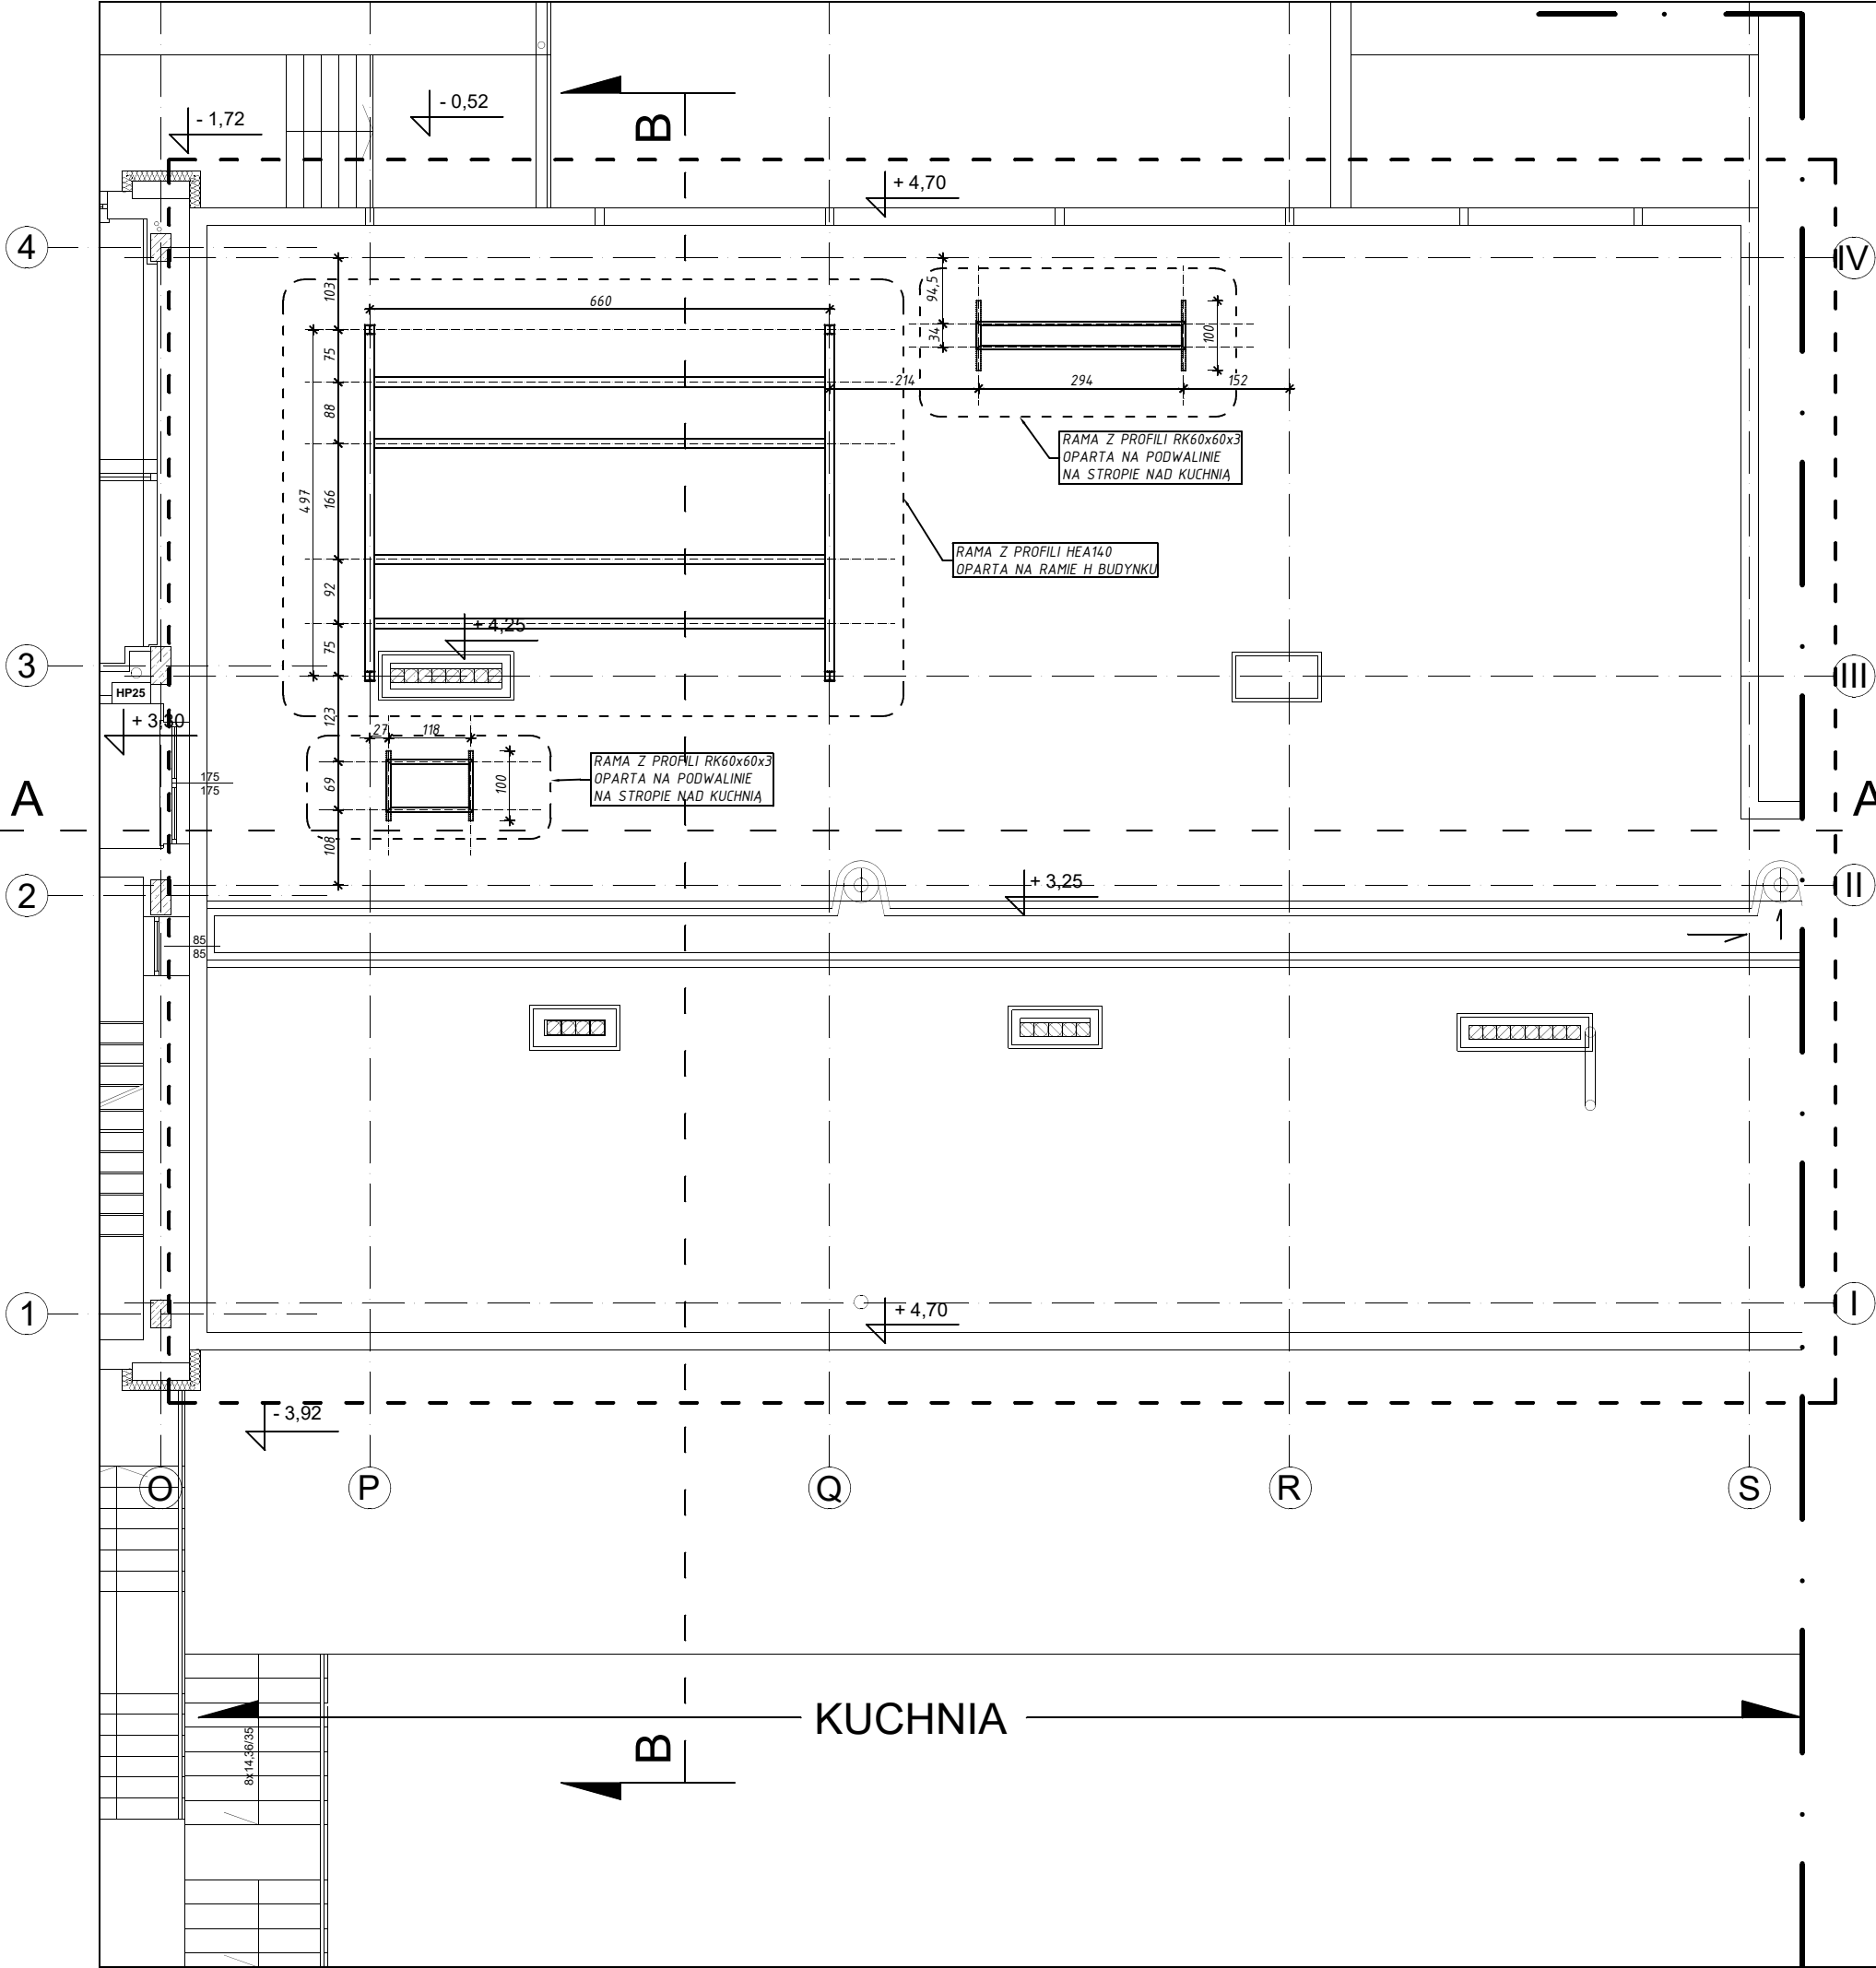 - 0,52
- 1,72
B
+ 4,70
4
IV
103
660
94,5
34
100
75
214
294
152
88
RAMA Z PROFILI RK60x60x3
OPARTA NA PODWALINIE
NA STROPIE NAD KUCHNIĄ
497
166
RAMA Z PROFILI HEA140
OPARTA NA RAMIE H BUDYNKU
92
+ 4,25
75
3
III
HP25
+ 3,30
123
27
118
RAMA Z PROFILI RK60x60x3
OPARTA NA PODWALINIE
NA STROPIE NAD KUCHNIĄ
175
175
69
100
A
A
108
2
+ 3,25
II
85
85
1
+ 4,70
I
- 3,92
O
P
Q
R
S
KUCHNIA
B
8x14,36/35